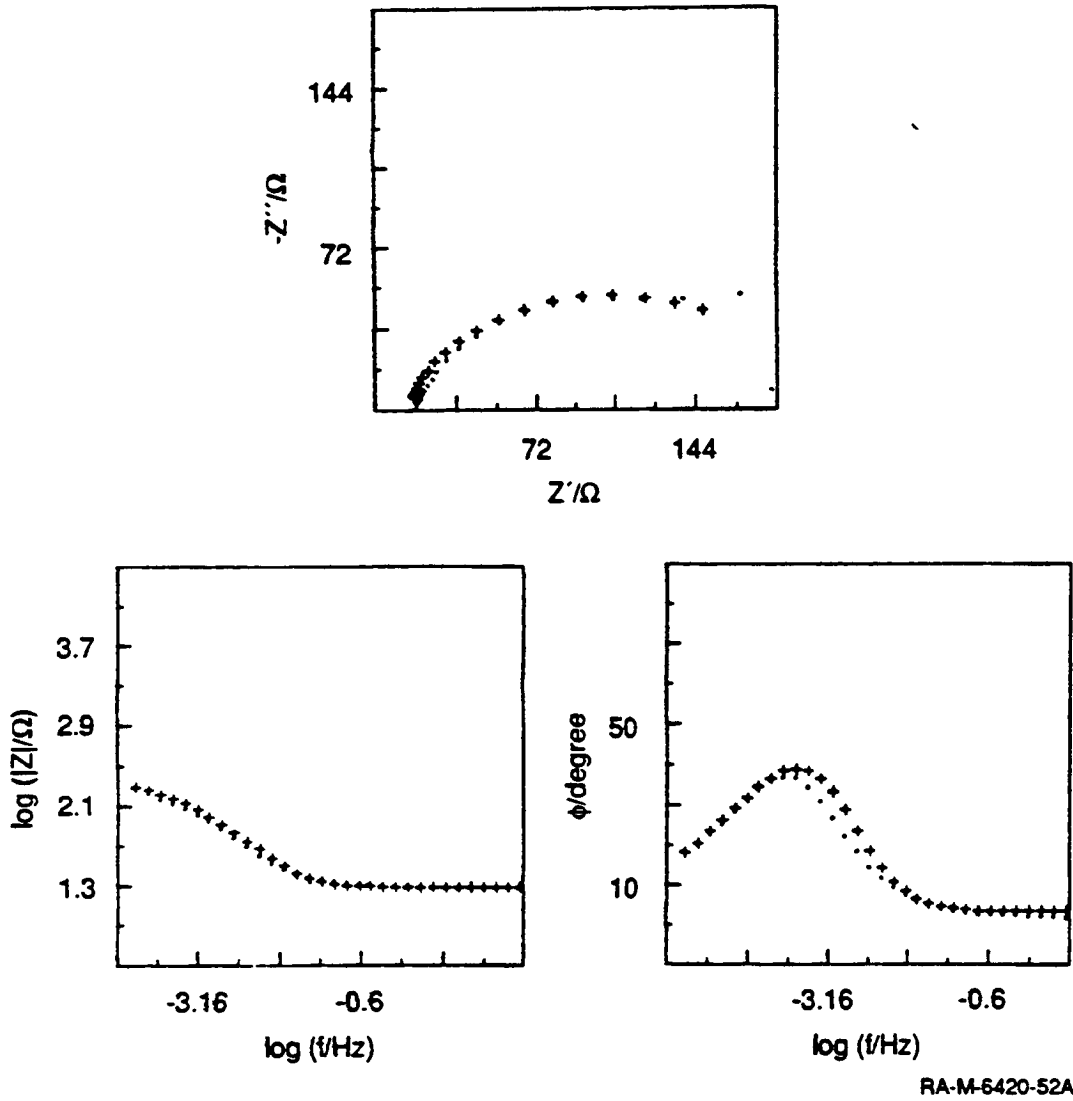 144
-Z´´/Ω
72
72 144
Z´/Ω
3.7
2.9
log (|Z|/Ω)
2.1
1.3
-3.16 -0.6
log (f/Hz)
50
ϕ/degree
10
-3.16 -0.6
log (f/Hz)
RA-M-6420-52A